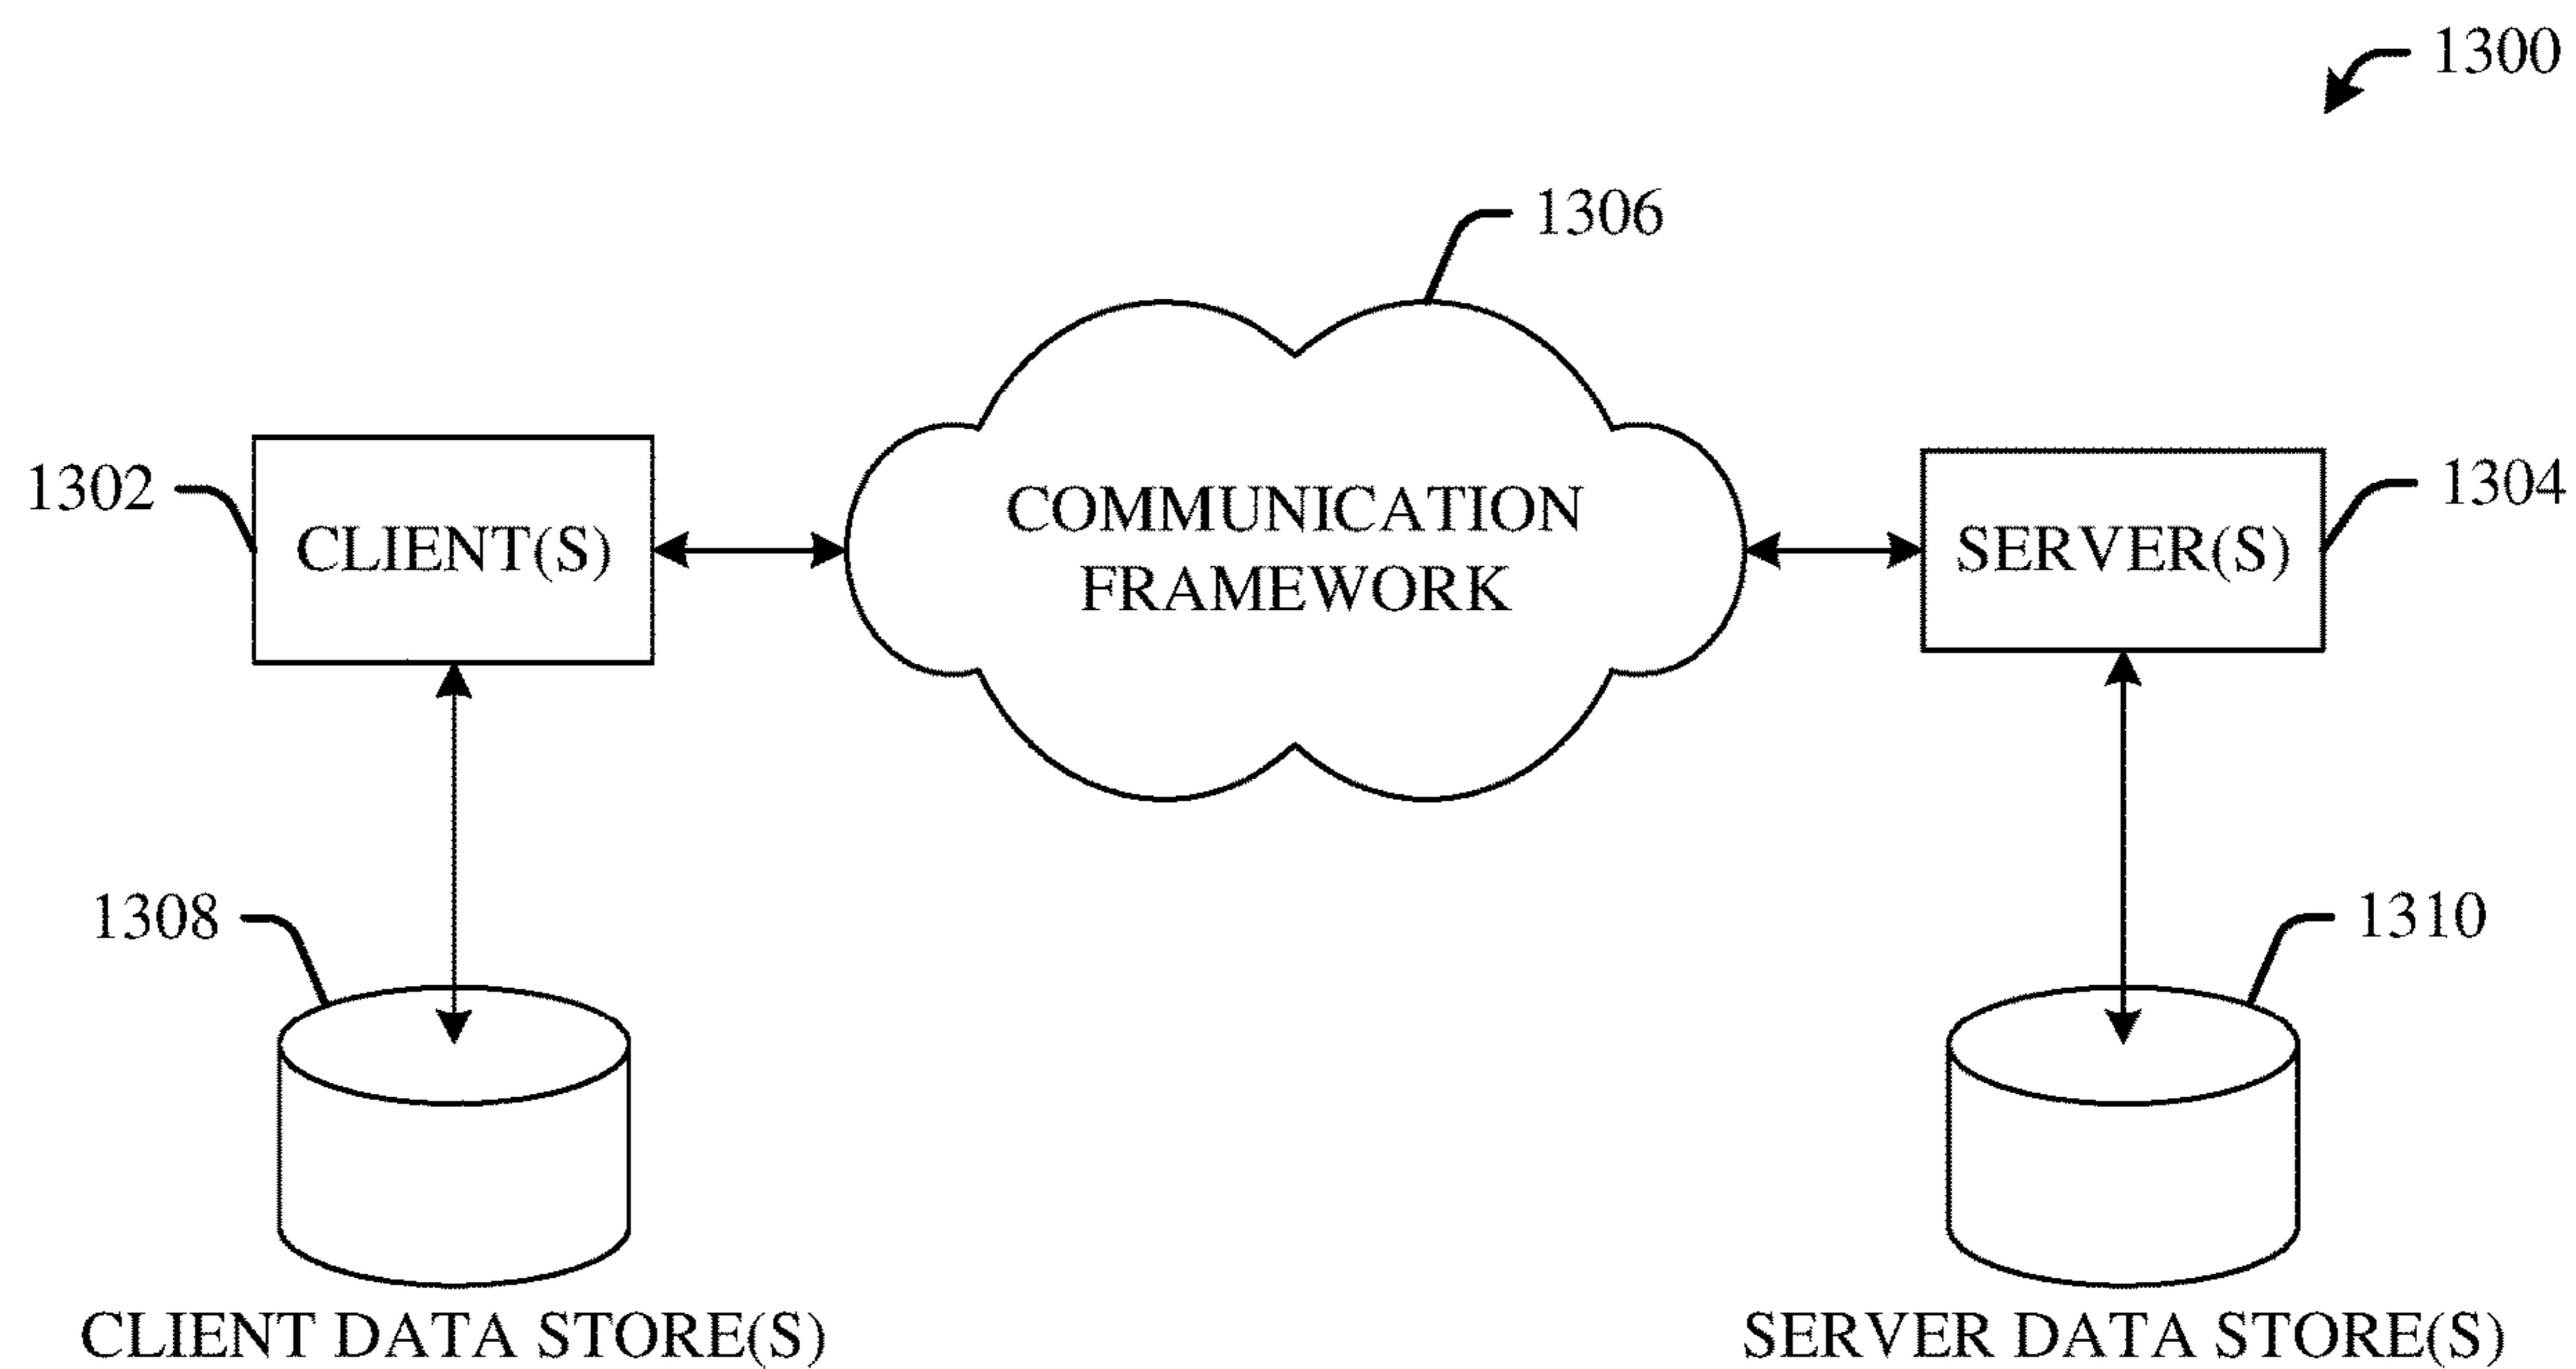 1300
1306
1302
CLIENT(S)
COMMUNICATION
FRAMEWORK
SERVER(S)
1304
1308
1310
CLIENT DATA STORE(S)
SERVER DATA STORE(S)